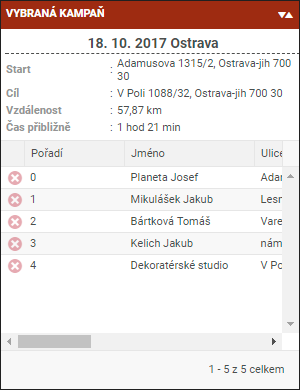 VYBRANÁ KAMPAŇ
18. 10. 2017 Ostrava
Start : Adamusova 1315/2, Ostrava-jih 700 30
Cíl : V Poli 1088/32, Ostrava-jih 700 30
Vzdálenost : 57,87 km
Čas přibližně : 1 hod 21 min
Pořadí Jméno Ulice
0 Planeta Josef Adam
1 Mikulášek Jakub Lesn
2 Bártková Tomáš Vare
3 Kelich Jakub nám
4 Dekoratérské studio V Po
1 - 5 z 5 celkem